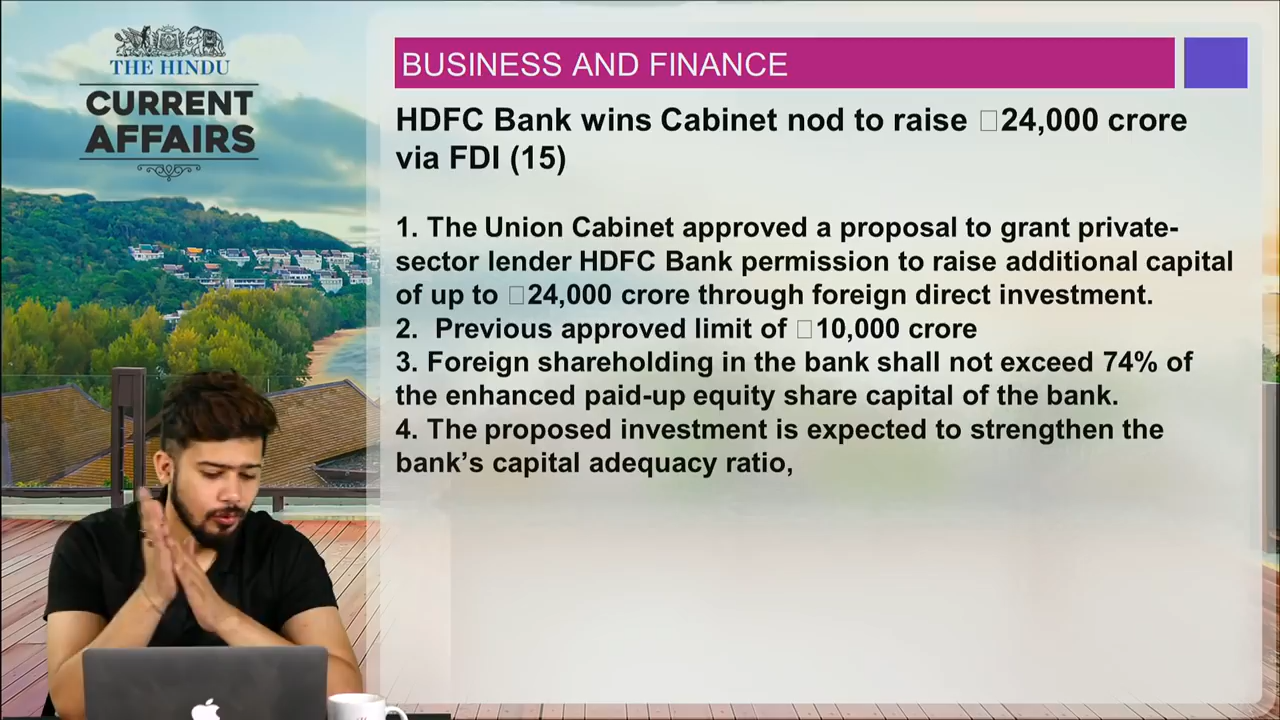 THE HINDU
CURRENT
AFFAIRS
BUSINESS AND FINANCE
HDFC Bank wins Cabinet nod to raise □24,000 crore
via FDI (15)
1. The Union Cabinet approved a proposal to grant private-
sector lender HDFC Bank permission to raise additional capital
of up to □24,000 crore through foreign direct investment.
2. Previous approved limit of □10,000 crore
3. Foreign shareholding in the bank shall not exceed 74% of
the enhanced paid-up equity share capital of the bank.
4. The proposed investment is expected to strengthen the
bank's capital adequacy ratio,